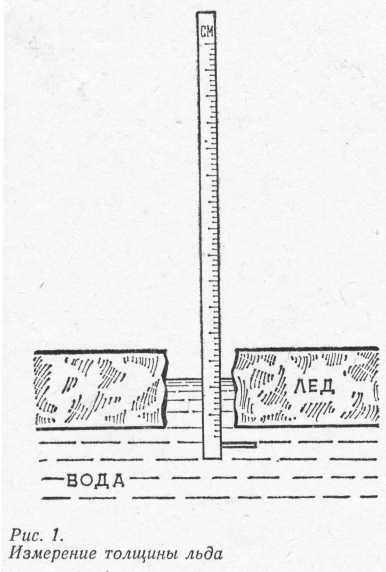 СМ
ЛЕД
ВОДА
Рис. 1.
Измерение толщины льда